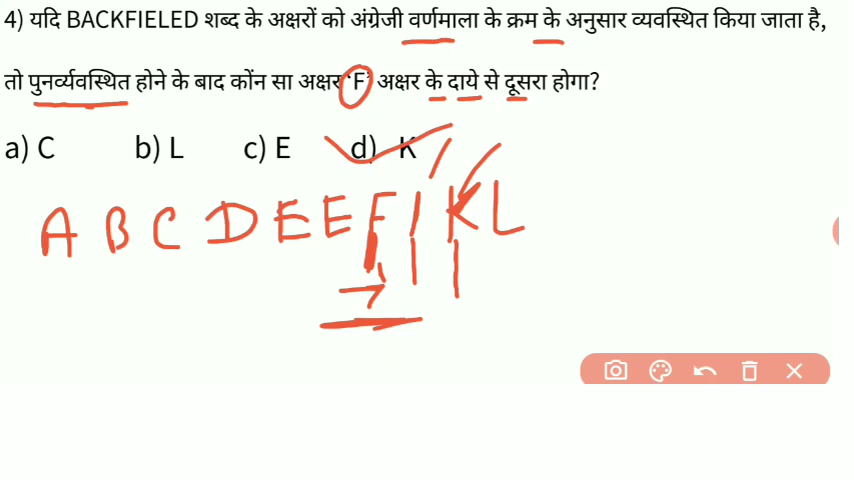 4) यदि BACKFIELED शब्द के अक्षरों को अंग्रेजी वर्णमाला के क्रम के अनुसार व्यवस्थित किया जाता है,
तो पुनर्व्यवस्थित होने के बाद कोंन सा अक्षर 'F' अक्षर के दाये से दूसरा होगा?
a) C b) L c) E d) K
A B C D E E F I K L